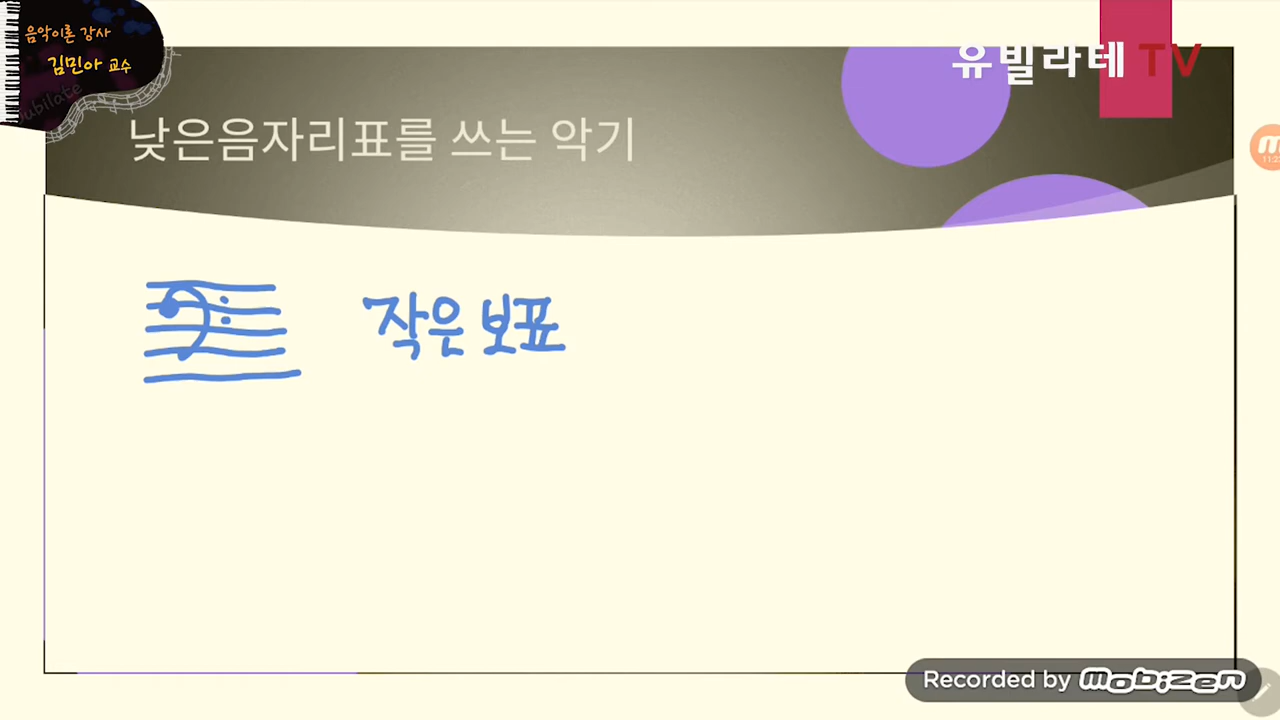 음악이론 강사
김민아 교수
Jubilate
유빌라테 TV
낮은음자리표를 쓰는 악기
작은보표
Recorded by mobizen